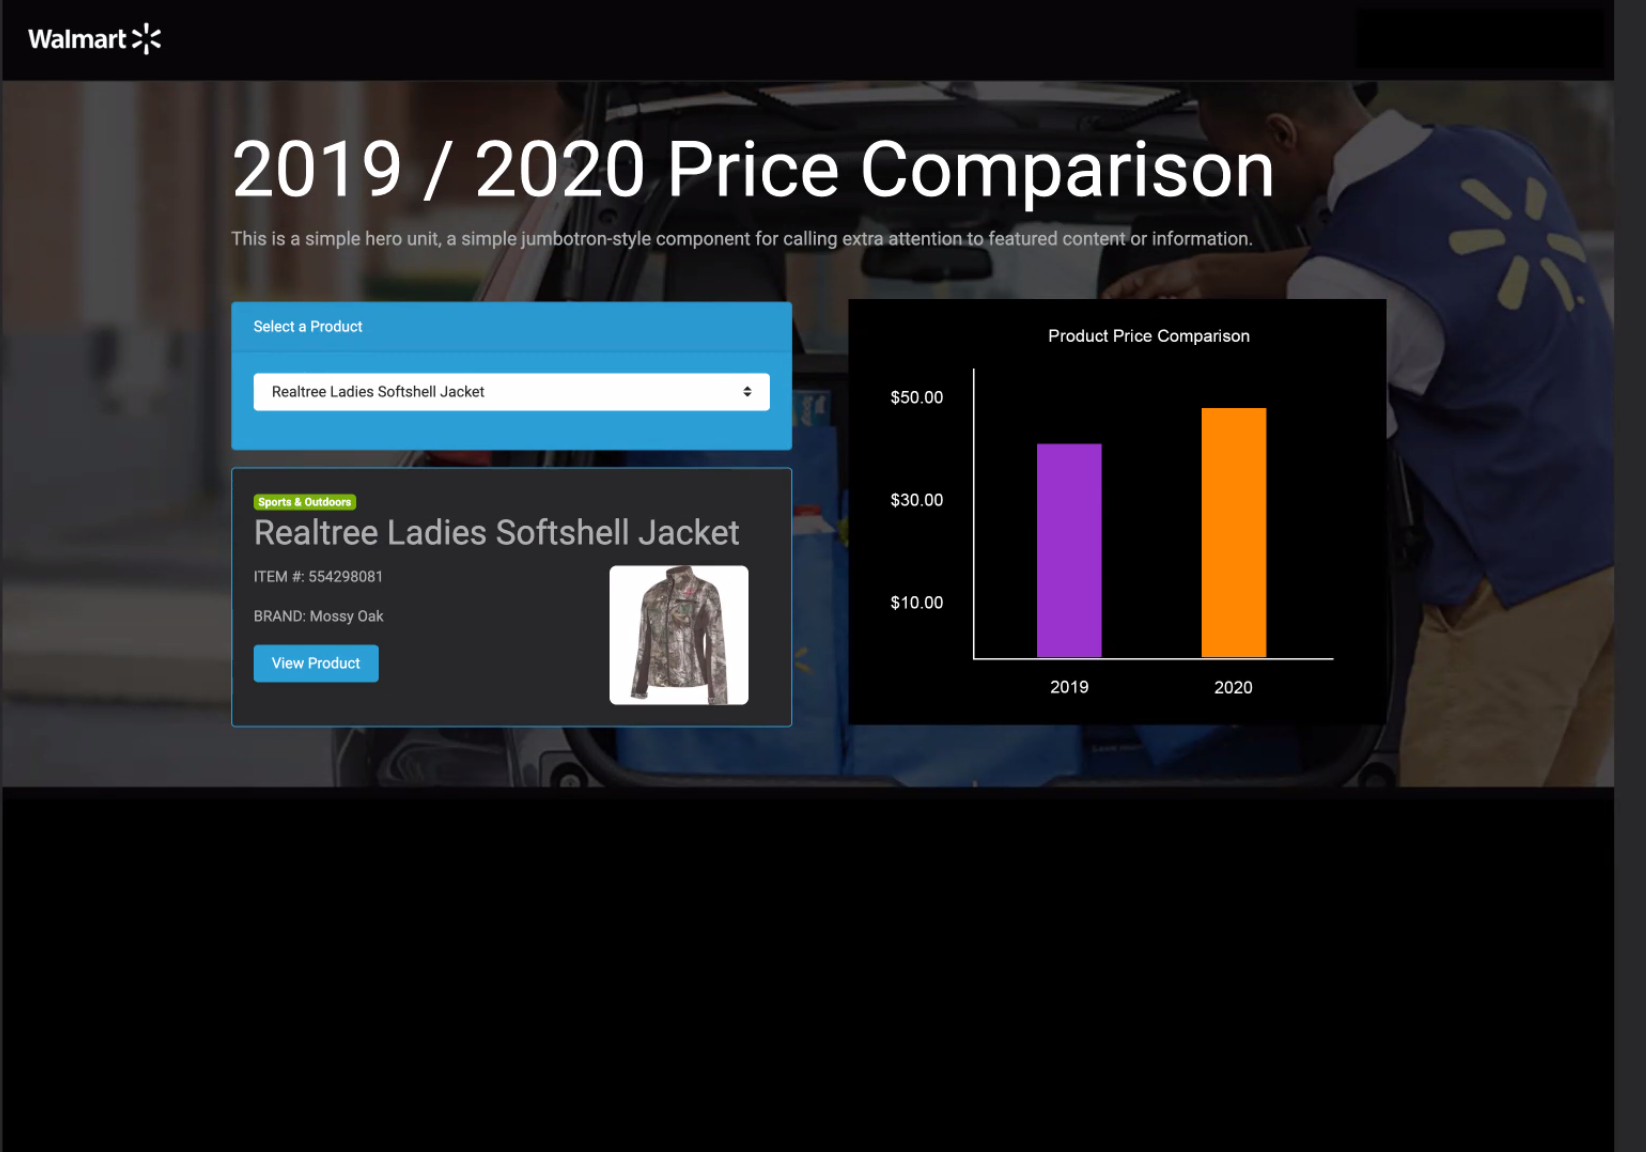 Walmart
2019 / 2020 Price Comparison
This is a simple hero unit, a simple jumbotron-style component for calling extra attention to featured content or information.
Select a Product
Realtree Ladies Softshell Jacket
Sports & Outdoors
Realtree Ladies Softshell Jacket
ITEM #: 554298081
BRAND: Mossy Oak
View Product
Product Price Comparison
$50.00
$30.00
$10.00
2019
2020